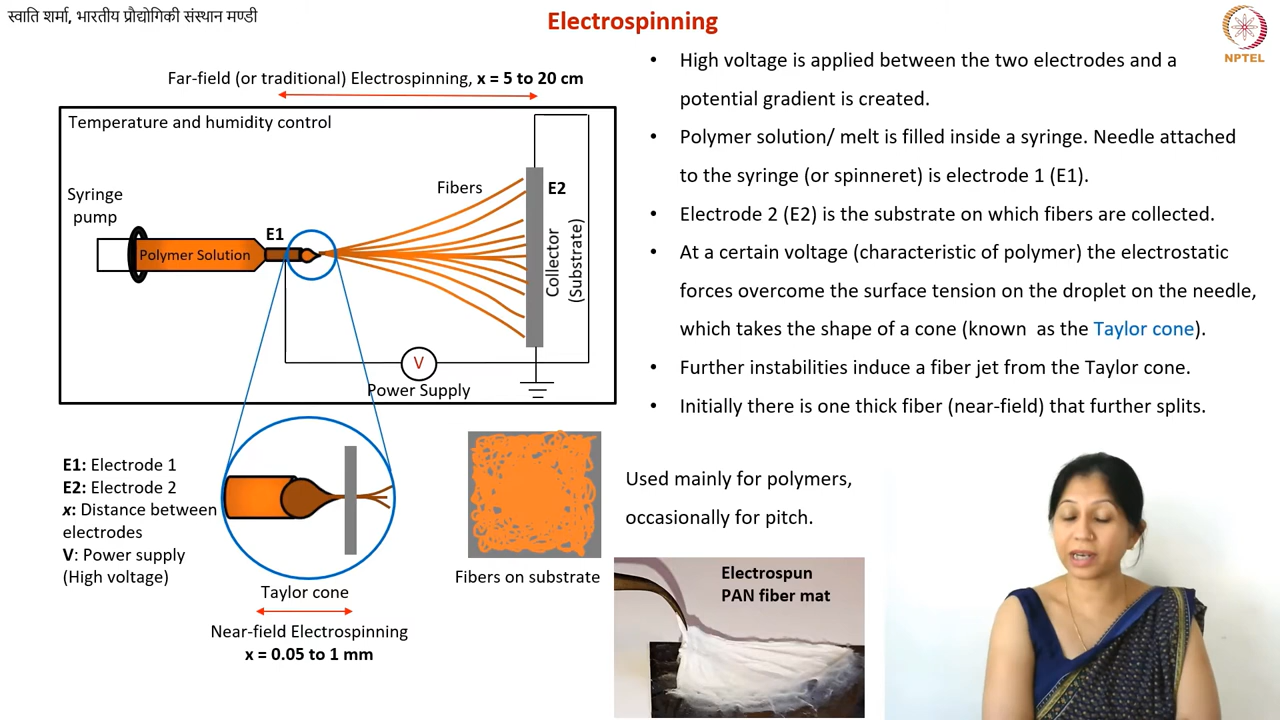 स्वाति शर्मा, भारतीय प्रौद्योगिकी संस्थान मण्डी
Electrospinning
NPTEL
Far-field (or traditional) Electrospinning, x = 5 to 20 cm
Temperature and humidity control
Syringe
pump
Polymer Solution
E1
Fibers
E2
Collector
(Substrate)
V
Power Supply
E1: Electrode 1
E2: Electrode 2
x: Distance between
electrodes
V: Power supply
(High voltage)
Taylor cone
Near-field Electrospinning
x = 0.05 to 1 mm
Fibers on substrate
• High voltage is applied between the two electrodes and a
potential gradient is created.
• Polymer solution/ melt is filled inside a syringe. Needle attached
to the syringe (or spinneret) is electrode 1 (E1).
• Electrode 2 (E2) is the substrate on which fibers are collected.
• At a certain voltage (characteristic of polymer) the electrostatic
forces overcome the surface tension on the droplet on the needle,
which takes the shape of a cone (known as the Taylor cone).
• Further instabilities induce a fiber jet from the Taylor cone.
• Initially there is one thick fiber (near-field) that further splits.
Used mainly for polymers,
occasionally for pitch.
Electrospun
PAN fiber mat